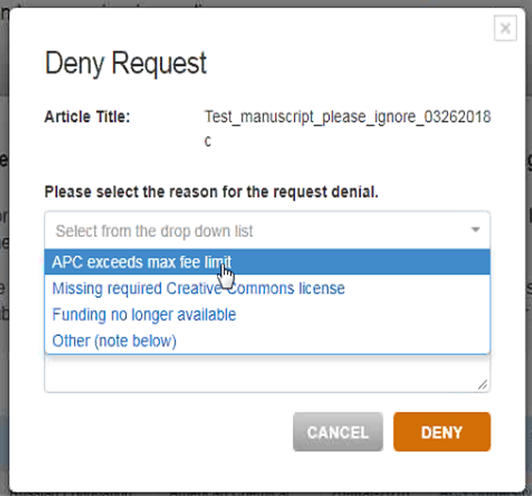 Deny Request
Article Title:
Test_manuscript_please_ignore_03262018
c
Please select the reason for the request denial.
Select from the drop down list
APC exceeds max fee limit
Missing required Creative Commons license
Funding no longer available
Other (note below)
CANCEL
DENY